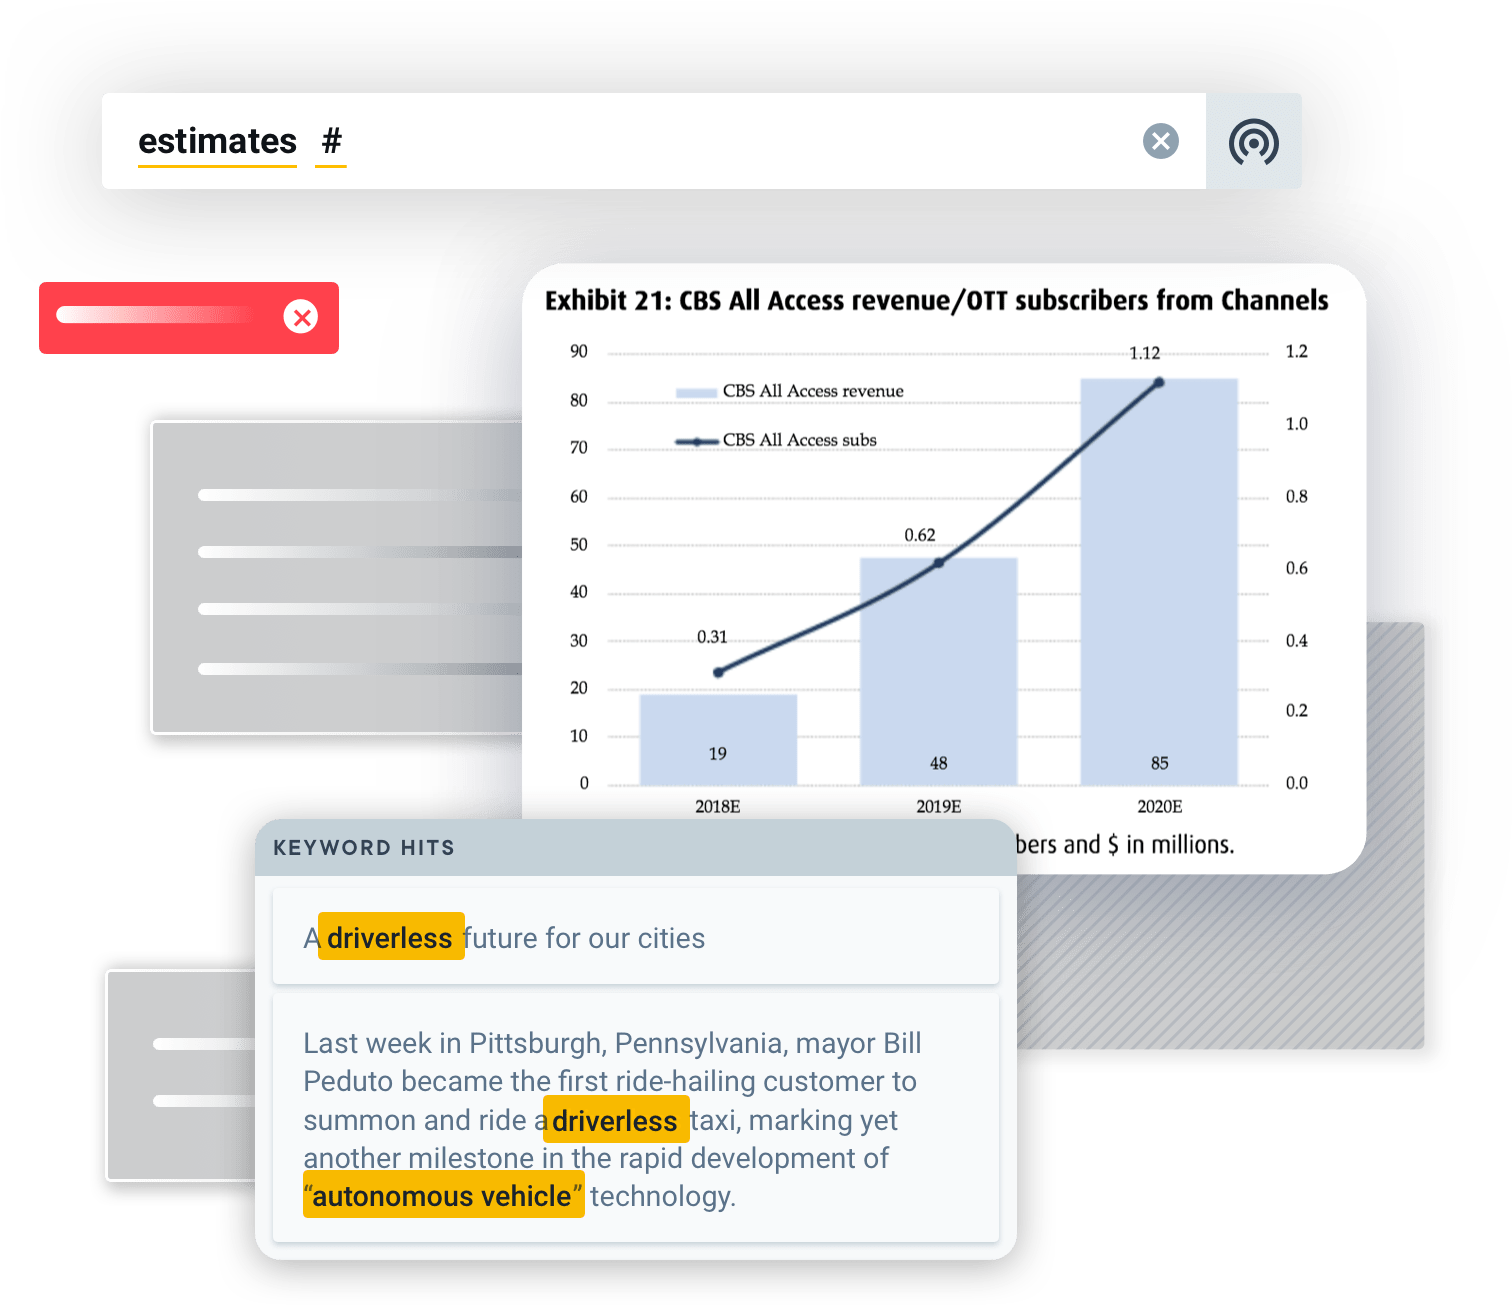 estimates #
Exhibit 21: CBS All Access revenue/OTT subscribers from Channels
90
80
70
60
50
40
30
20
10
0
CBS All Access revenue
CBS All Access subs
0.31
0.62
1.12
19
48
85
1.2
1.0
0.8
0.6
0.4
0.2
0.0
2018E 2019E 2020E
bers and $ in millions.
KEYWORD HITS
A driverless future for our cities
Last week in Pittsburgh, Pennsylvania, mayor Bill
Peduto became the first ride-hailing customer to
summon and ride a driverless taxi, marking yet
another milestone in the rapid development of
“autonomous vehicle” technology.